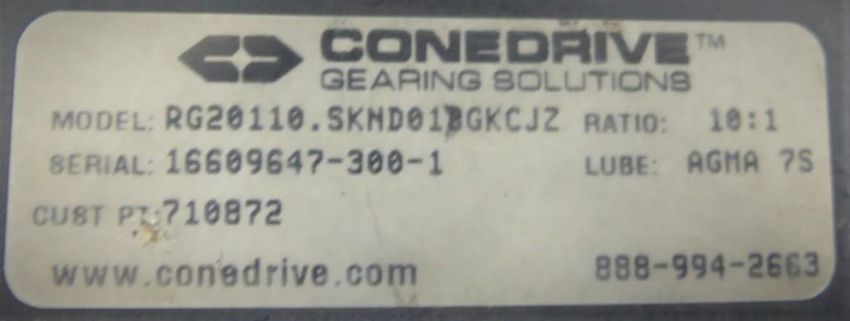 CONEDRIVE™
GEARING SOLUTIONS
MODEL: RATIO: 10:1
SERIAL: 16609647-300-1 LUBE: AGMA 7S
CUST PT: 710872
www.conedrive.com 888-994-2663